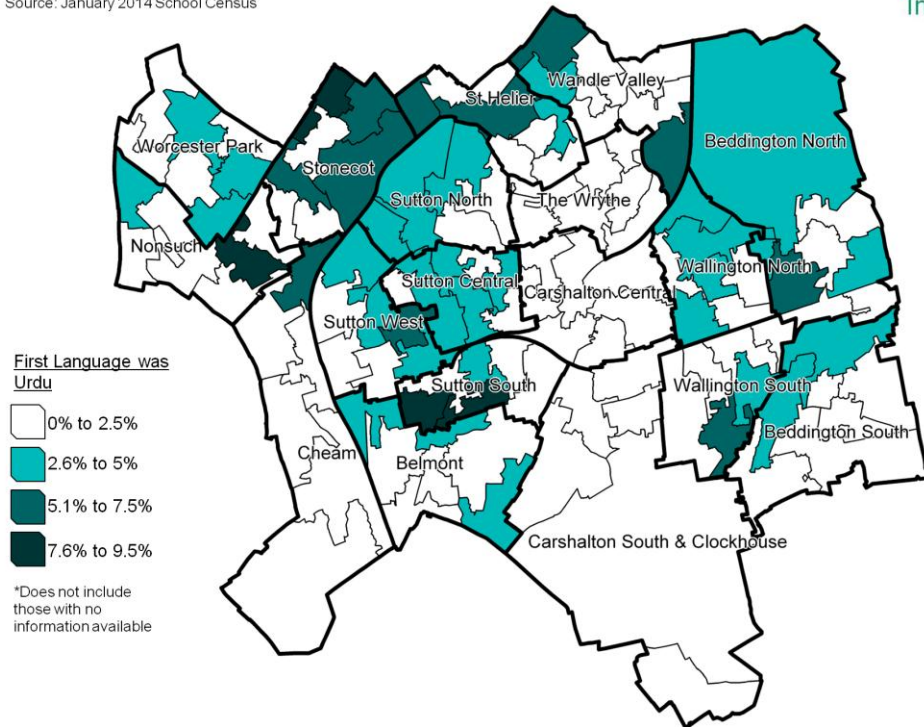 Source: January 2014 School Census
Wandle Valley
St Helier
Beddington North
Worcester Park
Stonecot
Sutton North
The Wrythe
Nonsuch
Wallington North
Sutton Central
Carshalton Central
Sutton West
First Language was
Urdu
0% to 2.5%
2.6% to 5%
5.1% to 7.5%
7.6% to 9.5%
Sutton South
Wallington South
Beddington South
Cheam
Belmont
Carshalton South & Clockhouse
*Does not include
those with no
information available